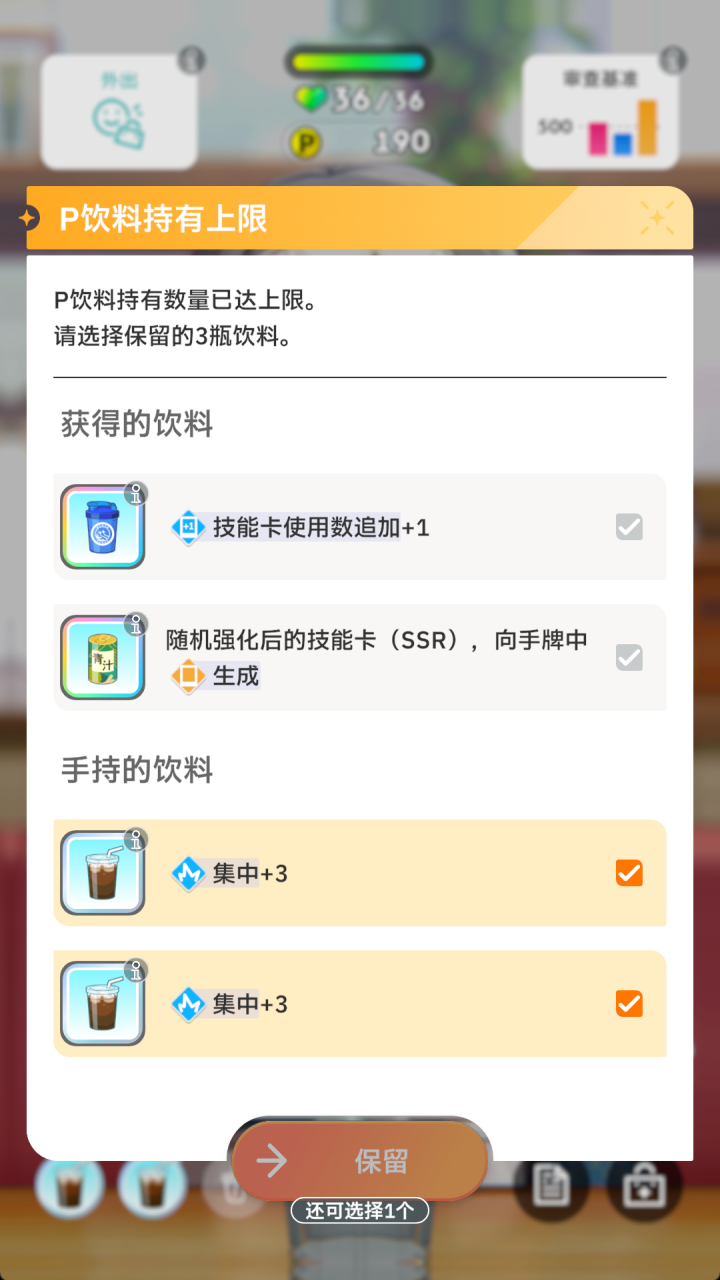 外出
36/36
P
190
审查基准
500
P饮料持有上限
P饮料持有数量已达上限。
请选择保留的3瓶饮料。
获得的饮料
+1
技能卡使用数追加+1
青汁
随机强化后的技能卡（SSR），向手牌中
生成
手持的饮料
集中+3
集中+3
保留
还可选择1个